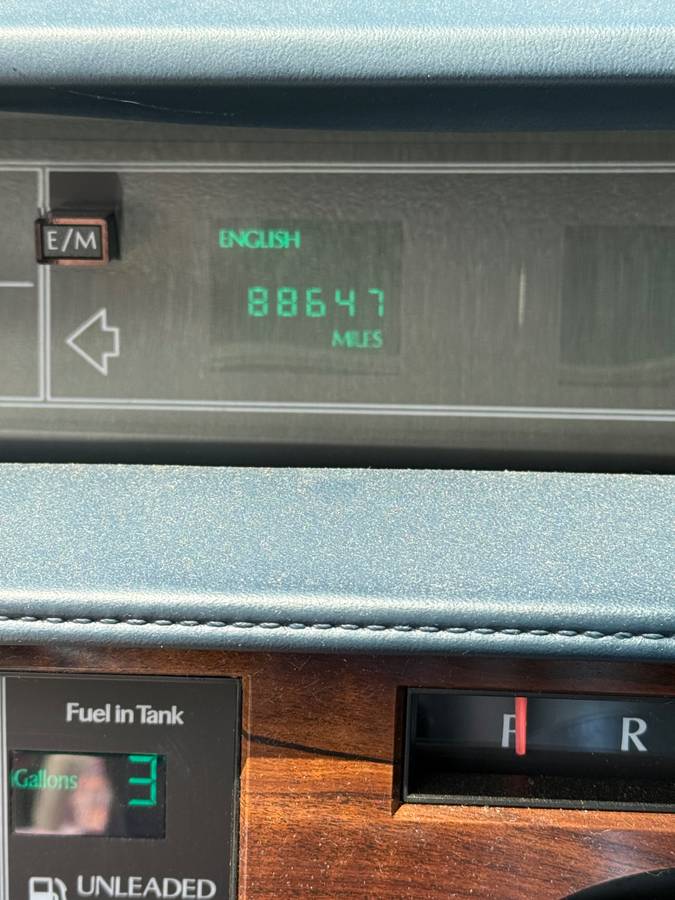 E/M
ENGLISH
88647
MILES
Fuel in Tank
Gallons 3
UNLEADED
P R